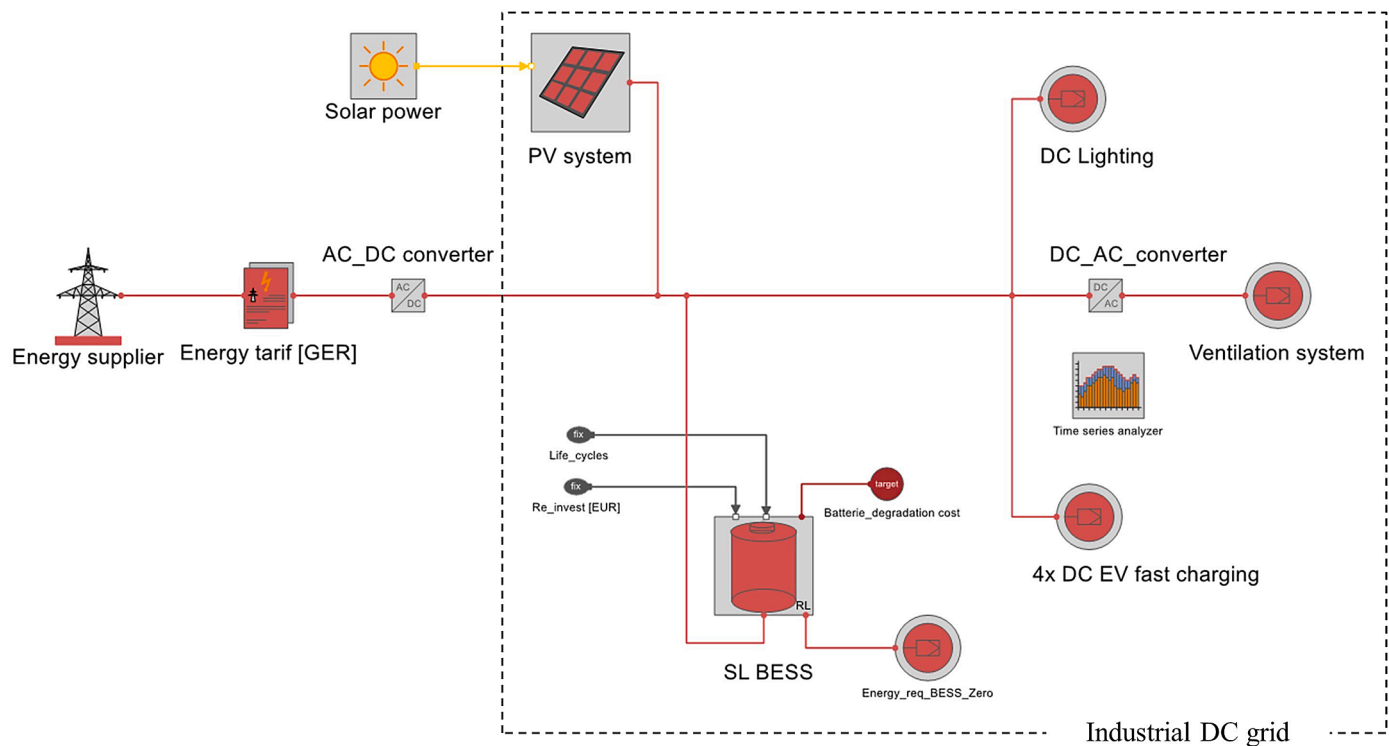 Solar power
PV system
DC Lighting
AC_DC converter
DC_AC_converter
AC
DC
DC
AC
Energy supplier
Energy tarif [GER]
Ventilation system
Time series analyzer
fix
Life_cycles
fix
Re_invest [EUR]
target
Batterie_degradation cost
4x DC EV fast charging
RL
SL BESS
Energy_req_BESS_Zero
Industrial DC grid